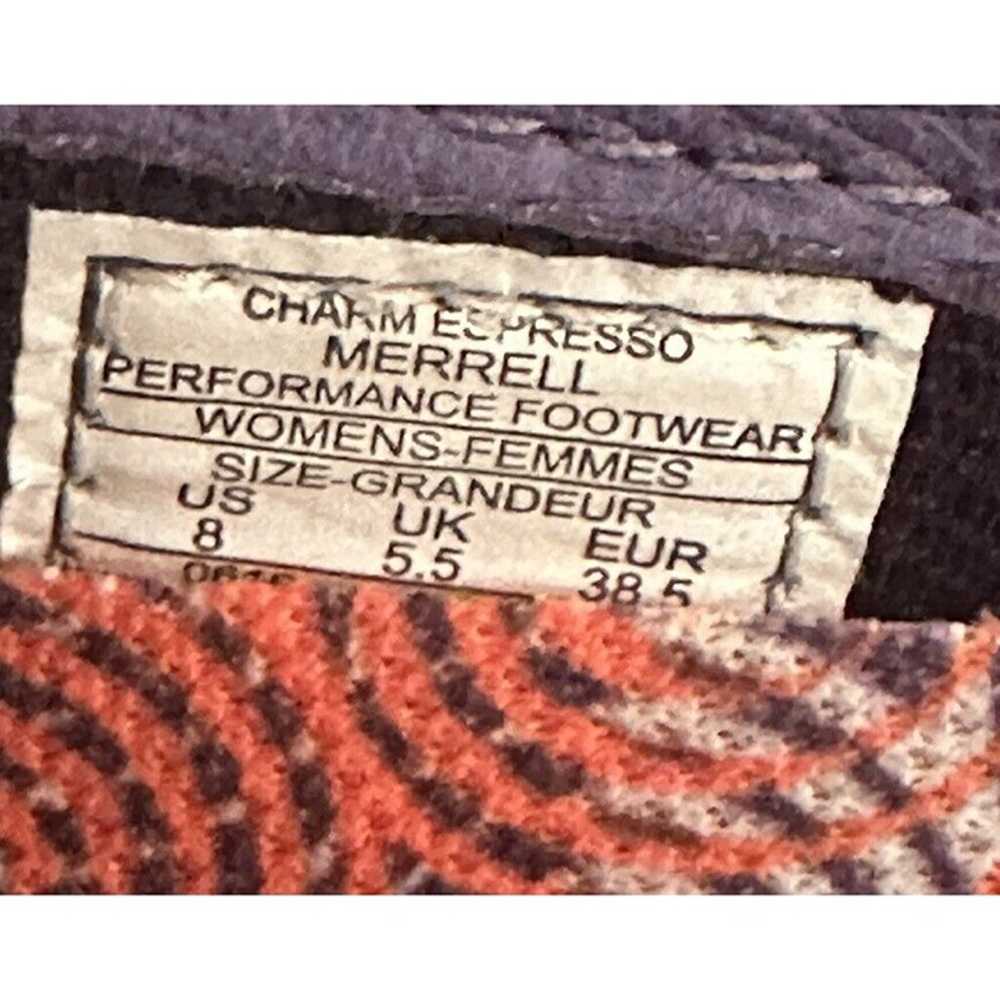 CHARM ESPRESSO
MERRELL
PERFORMANCE FOOTWEAR
WOMENS-FEMMES
SIZE-GRANDEUR
US UK EUR
8 5.5 38.5